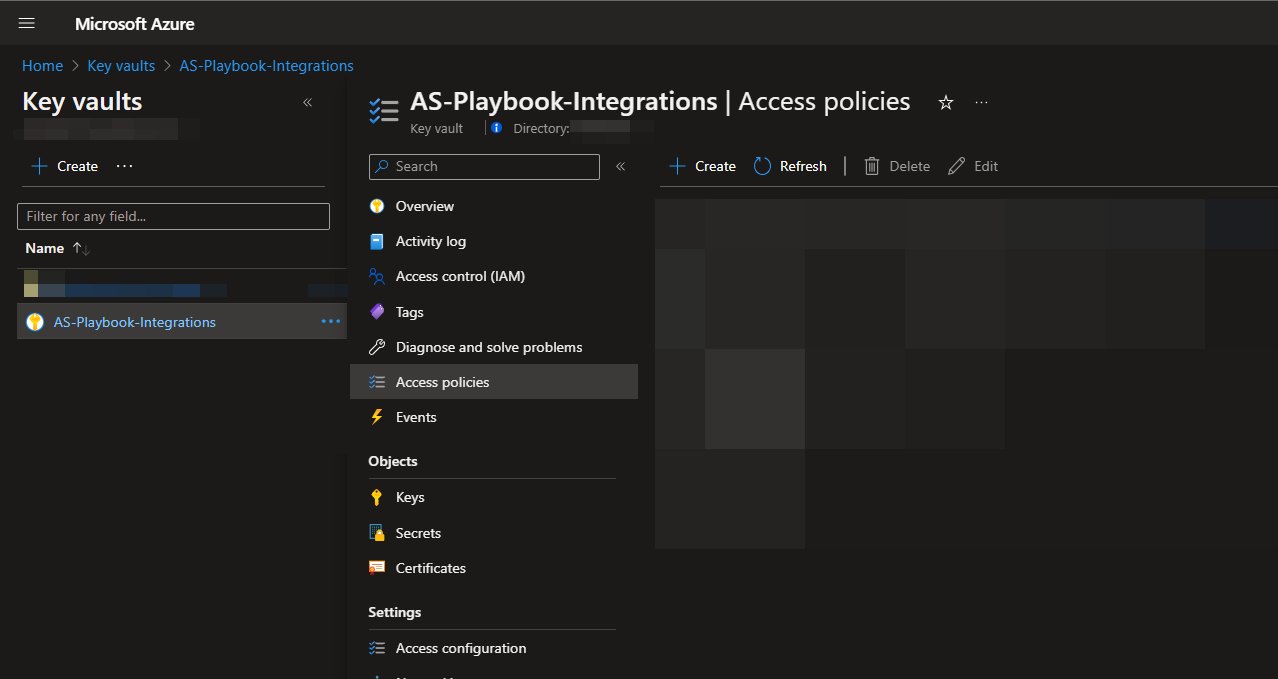 Microsoft Azure
Home > Key vaults > AS-Playbook-Integrations
Key vaults «
+ Create ...
Filter for any field...
Name ↑↓
AS-Playbook-Integrations ...
AS-Playbook-Integrations | Access policies ☆ ...
Key vault | Directory:
Search «
Overview
Activity log
Access control (IAM)
Tags
Diagnose and solve problems
Access policies
Events
Objects
Keys
Secrets
Certificates
Settings
Access configuration
+ Create Refresh | Delete Edit